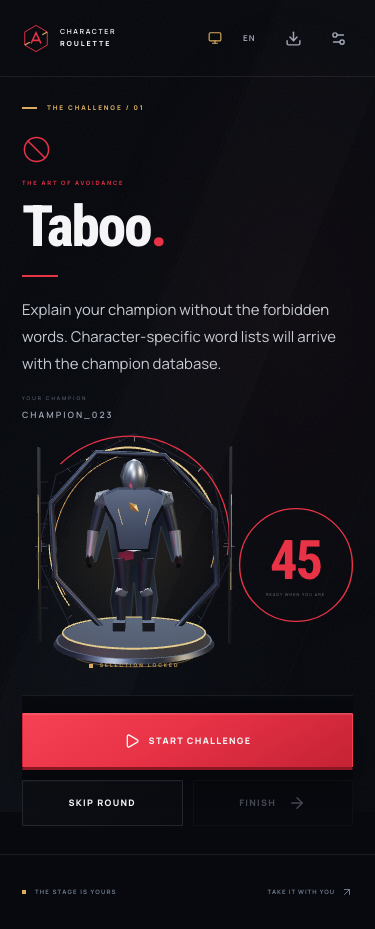 CHARACTER
ROULETTE
EN
THE CHALLENGE / 01
THE ART OF AVOIDANCE
Taboo.
Explain your champion without the forbidden
words. Character-specific word lists will arrive
with the champion database.
YOUR CHAMPION
CHAMPION_023
45
READY WHEN YOU ARE
SELECTION LOCKED
START CHALLENGE
SKIP ROUND
FINISH
THE STAGE IS YOURS
TAKE IT WITH YOU